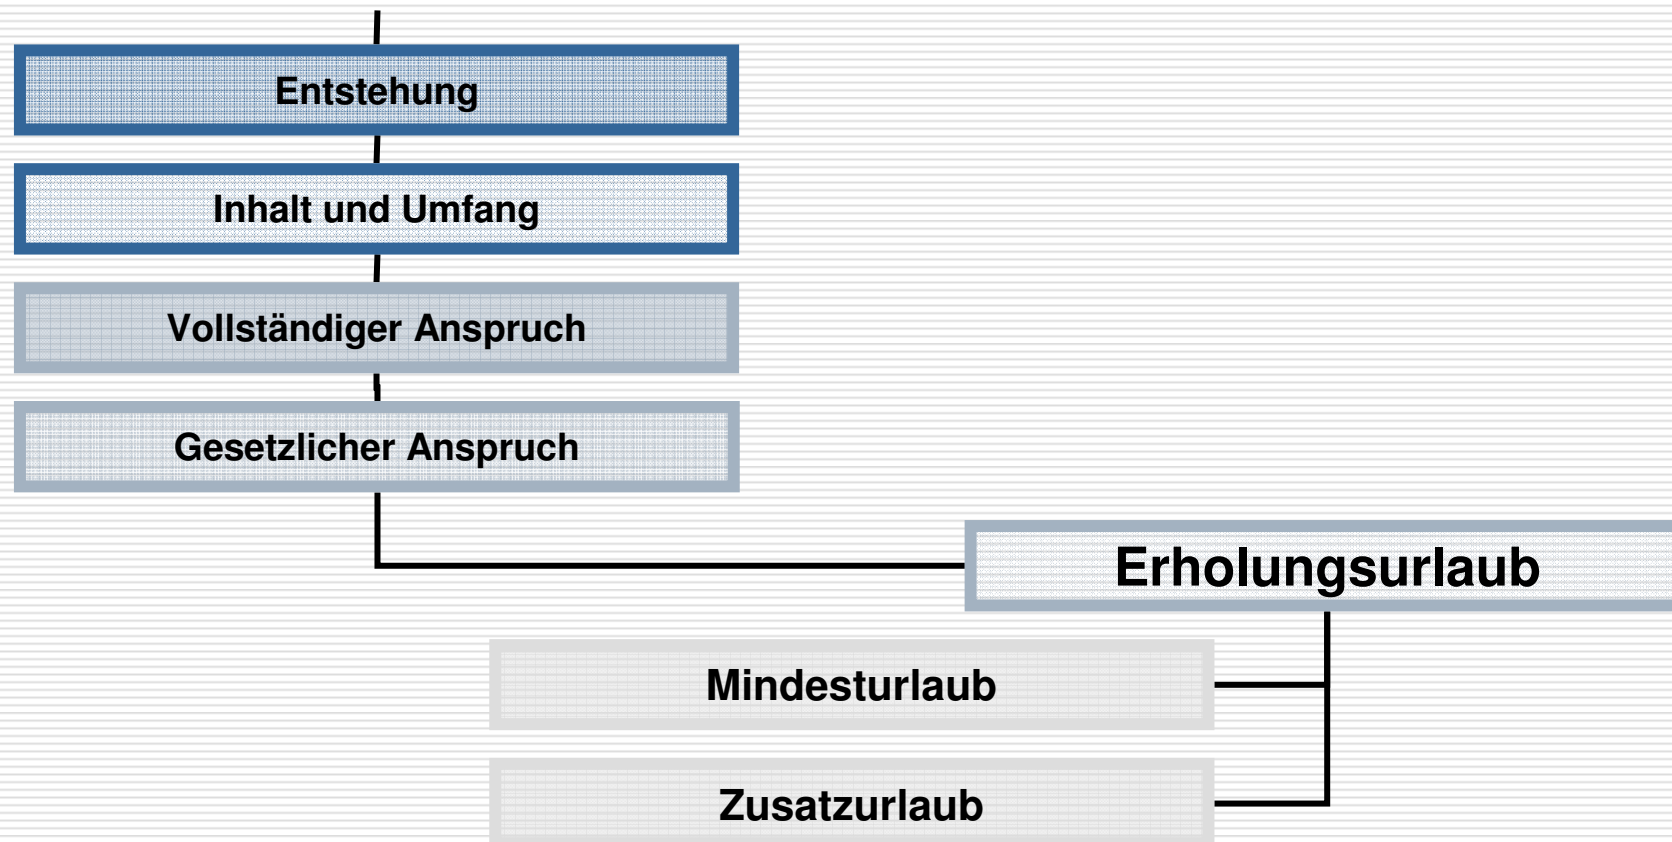 Entstehung
Inhalt und Umfang
Vollständiger Anspruch
Gesetzlicher Anspruch
Erholungsurlaub
Mindesturlaub
Zusatzurlaub